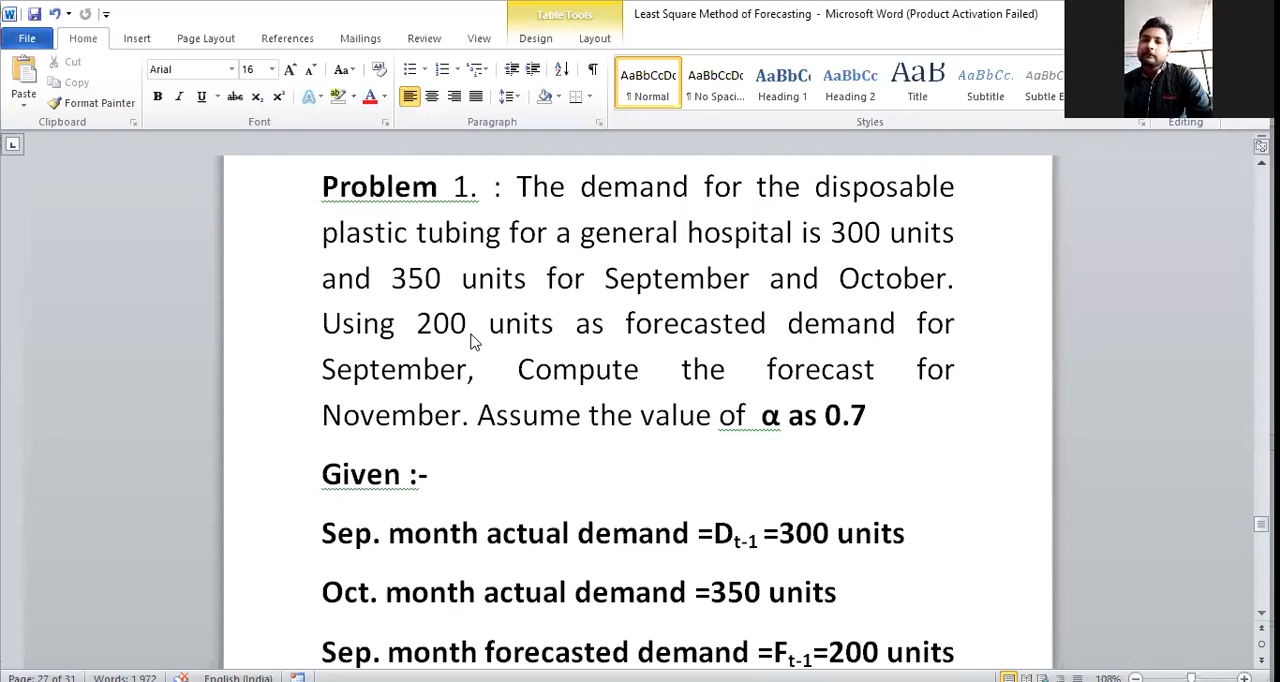 Table Tools
Least Square Method of Forecasting - Microsoft Word (Product Activation Failed)
File Home Insert Page Layout References Mailings Review View Design Layout
Paste
Cut
Copy
Format Painter
Clipboard
Arial 16
Font
Paragraph
AaBbCcDc AaBbCcDc AaBbC AaBbCc AaB AaBbCc. AaBbC
¶ Normal ¶ No Spaci... Heading 1 Heading 2 Title Subtitle Subtle E
Styles
Editing
Problem 1. : The demand for the disposable
plastic tubing for a general hospital is 300 units
and 350 units for September and October.
Using 200 units as forecasted demand for
September, Compute the forecast for
November. Assume the value of α as 0.7
Given :-
Sep. month actual demand =Dt-1 =300 units
Oct. month actual demand =350 units
Sep. month forecasted demand =Ft-1=200 units
Page: 27 of 31 Words: 1,972 English (India) 108%